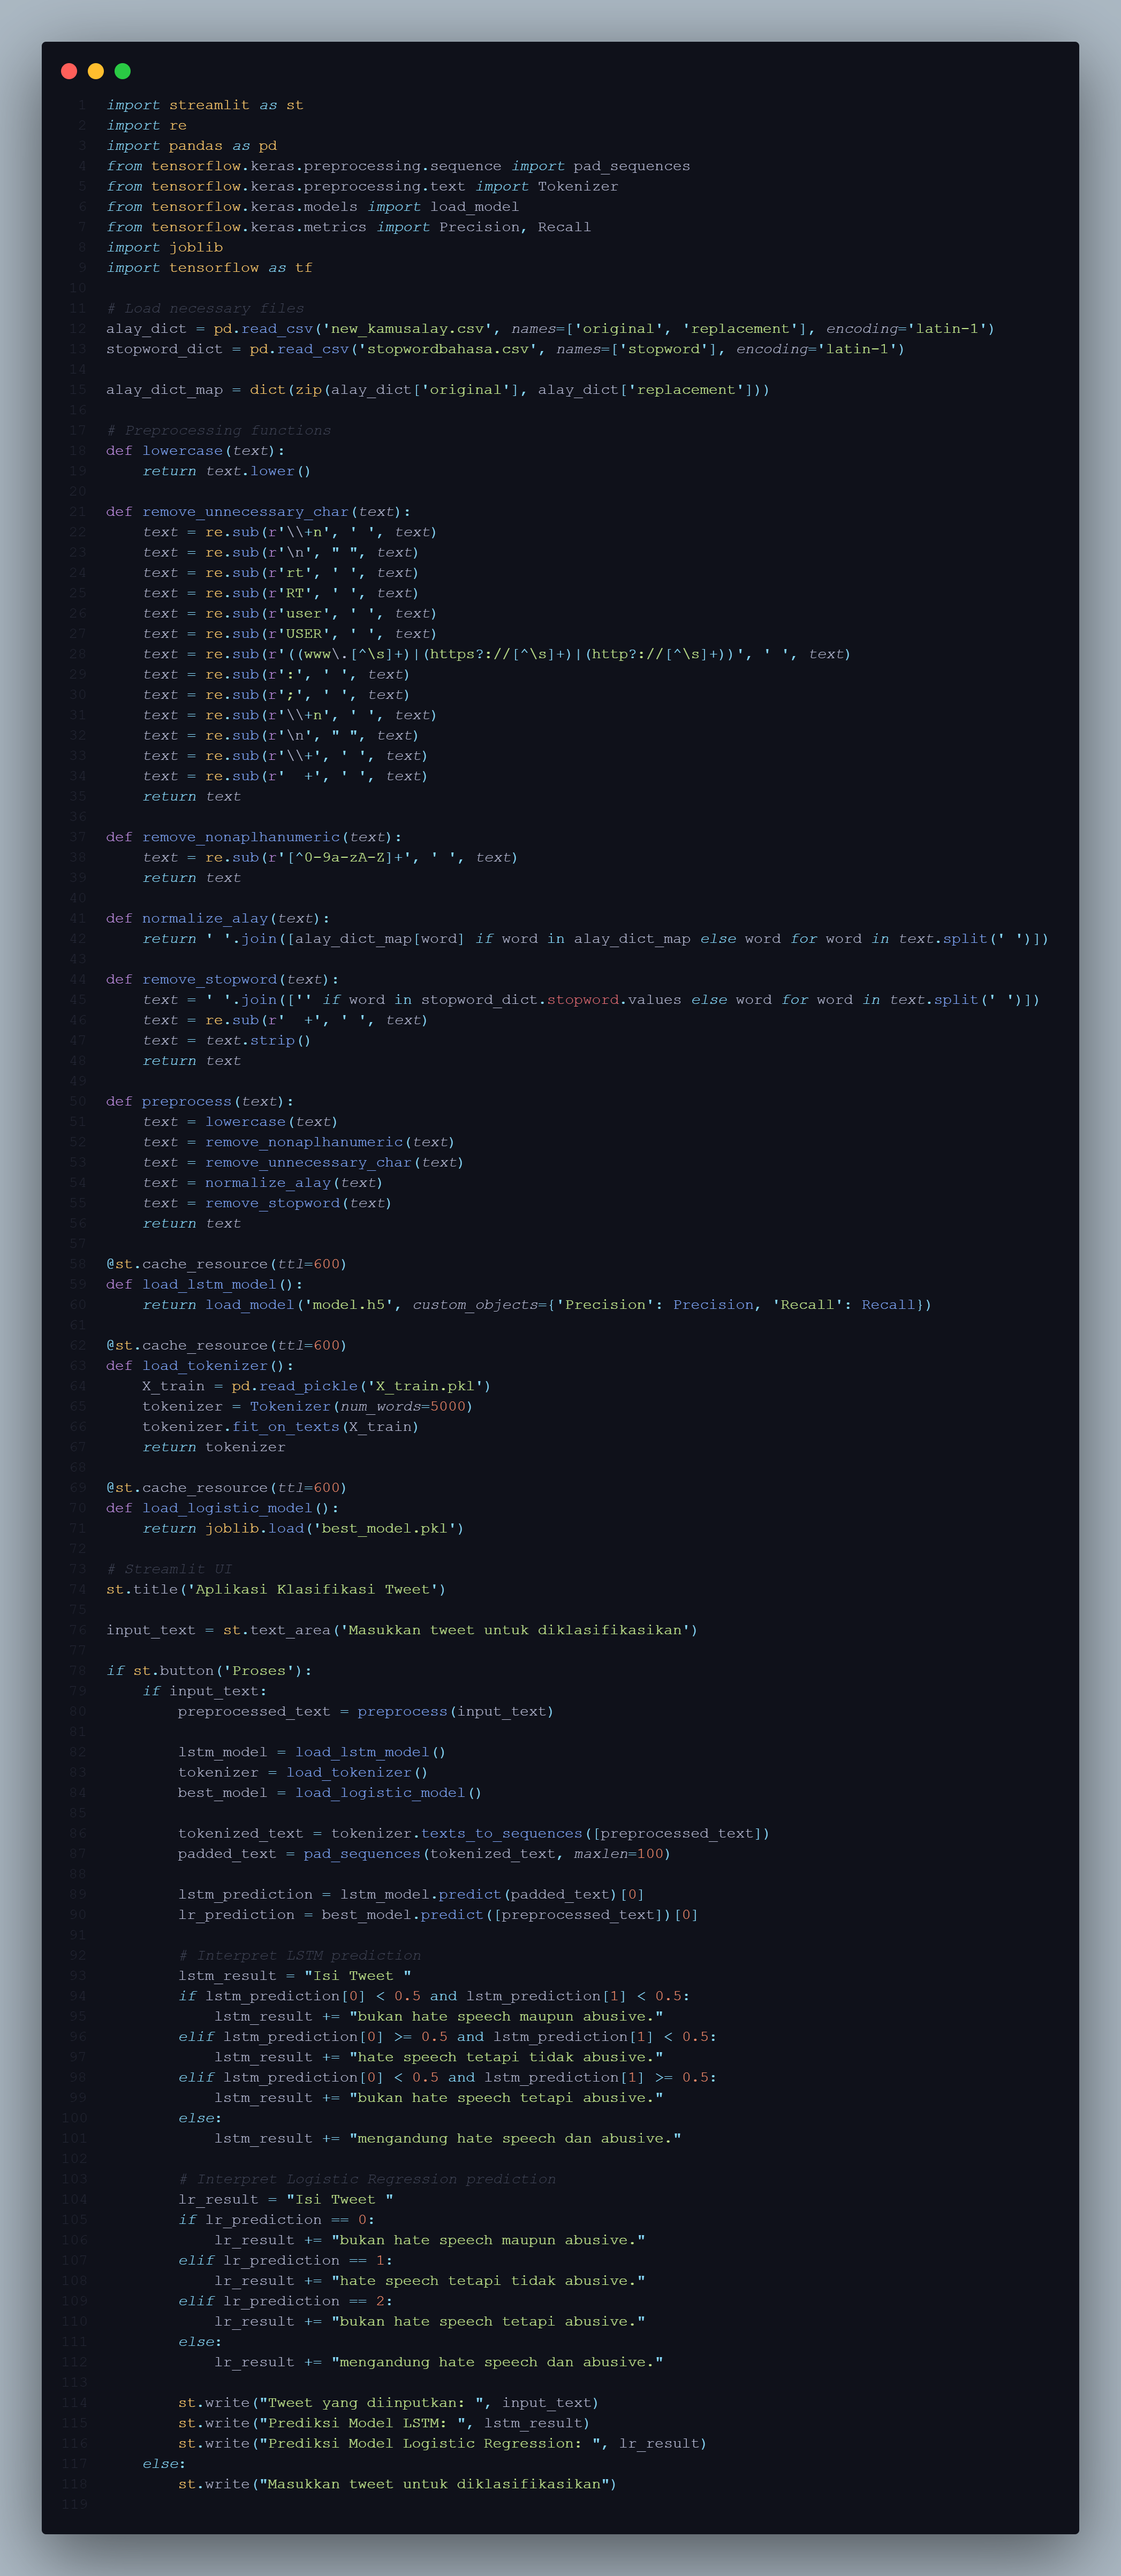 1 import streamlit as st
2 import re
3 import pandas as pd
4 from tensorflow.keras.preprocessing.sequence import pad_sequences
5 from tensorflow.keras.preprocessing.text import Tokenizer
6 from tensorflow.keras.models import load_model
7 from tensorflow.keras.metrics import Precision, Recall
8 import joblib
9 import tensorflow as tf
10
11 # Load necessary files
12 alay_dict = pd.read_csv('new_kamusalay.csv', names=['original', 'replacement'], encoding='latin-1')
13 stopword_dict = pd.read_csv('stopwordbahasa.csv', names=['stopword'], encoding='latin-1')
14
15 alay_dict_map = dict(zip(alay_dict['original'], alay_dict['replacement']))
16
17 # Preprocessing functions
18 def lowercase(text):
19     return text.lower()
20
21 def remove_unnecessary_char(text):
22     text = re.sub(r'\\+n', ' ', text)
23     text = re.sub(r'\n', " ", text)
24     text = re.sub(r'rt', ' ', text)
25     text = re.sub(r'RT', ' ', text)
26     text = re.sub(r'user', ' ', text)
27     text = re.sub(r'USER', ' ', text)
28     text = re.sub(r'((www\.[^\s]+)|(https?://[^\s]+)|(http?://[^\s]+))', ' ', text)
29     text = re.sub(r':', ' ', text)
30     text = re.sub(r';', ' ', text)
31     text = re.sub(r'\\+n', ' ', text)
32     text = re.sub(r'\n', " ", text)
33     text = re.sub(r'\\+', ' ', text)
34     text = re.sub(r'  +', ' ', text)
35     return text
36
37 def remove_nonaplhanumeric(text):
38     text = re.sub(r'[^0-9a-zA-Z]+', ' ', text)
39     return text
40
41 def normalize_alay(text):
42     return ' '.join([alay_dict_map[word] if word in alay_dict_map else word for word in text.split(' ')])
43
44 def remove_stopword(text):
45     text = ' '.join(['' if word in stopword_dict.stopword.values else word for word in text.split(' ')])
46     text = re.sub(r'  +', ' ', text)
47     text = text.strip()
48     return text
49
50 def preprocess(text):
51     text = lowercase(text)
52     text = remove_nonaplhanumeric(text)
53     text = remove_unnecessary_char(text)
54     text = normalize_alay(text)
55     text = remove_stopword(text)
56     return text
57
58 @st.cache_resource(ttl=600)
59 def load_lstm_model():
60     return load_model('model.h5', custom_objects={'Precision': Precision, 'Recall': Recall})
61
62 @st.cache_resource(ttl=600)
63 def load_tokenizer():
64     X_train = pd.read_pickle('X_train.pkl')
65     tokenizer = Tokenizer(num_words=5000)
66     tokenizer.fit_on_texts(X_train)
67     return tokenizer
68
69 @st.cache_resource(ttl=600)
70 def load_logistic_model():
71     return joblib.load('best_model.pkl')
72
73 # Streamlit UI
74 st.title('Aplikasi Klasifikasi Tweet')
75
76 input_text = st.text_area('Masukkan tweet untuk diklasifikasikan')
77
78 if st.button('Proses'):
79     if input_text:
80         preprocessed_text = preprocess(input_text)
81
82         lstm_model = load_lstm_model()
83         tokenizer = load_tokenizer()
84         best_model = load_logistic_model()
85
86         tokenized_text = tokenizer.texts_to_sequences([preprocessed_text])
87         padded_text = pad_sequences(tokenized_text, maxlen=100)
88
89         lstm_prediction = lstm_model.predict(padded_text)[0]
90         lr_prediction = best_model.predict([preprocessed_text])[0]
91
92         # Interpret LSTM prediction
93         lstm_result = "Isi Tweet "
94         if lstm_prediction[0] < 0.5 and lstm_prediction[1] < 0.5:
95             lstm_result += "bukan hate speech maupun abusive."
96         elif lstm_prediction[0] >= 0.5 and lstm_prediction[1] < 0.5:
97             lstm_result += "hate speech tetapi tidak abusive."
98         elif lstm_prediction[0] < 0.5 and lstm_prediction[1] >= 0.5:
99             lstm_result += "bukan hate speech tetapi abusive."
100         else:
101             lstm_result += "mengandung hate speech dan abusive."
102
103         # Interpret Logistic Regression prediction
104         lr_result = "Isi Tweet "
105         if lr_prediction == 0:
106             lr_result += "bukan hate speech maupun abusive."
107         elif lr_prediction == 1:
108             lr_result += "hate speech tetapi tidak abusive."
109         elif lr_prediction == 2:
110             lr_result += "bukan hate speech tetapi abusive."
111         else:
112             lr_result += "mengandung hate speech dan abusive."
113
114         st.write("Tweet yang diinputkan: ", input_text)
115         st.write("Prediksi Model LSTM: ", lstm_result)
116         st.write("Prediksi Model Logistic Regression: ", lr_result)
117     else:
118         st.write("Masukkan tweet untuk diklasifikasikan")
119